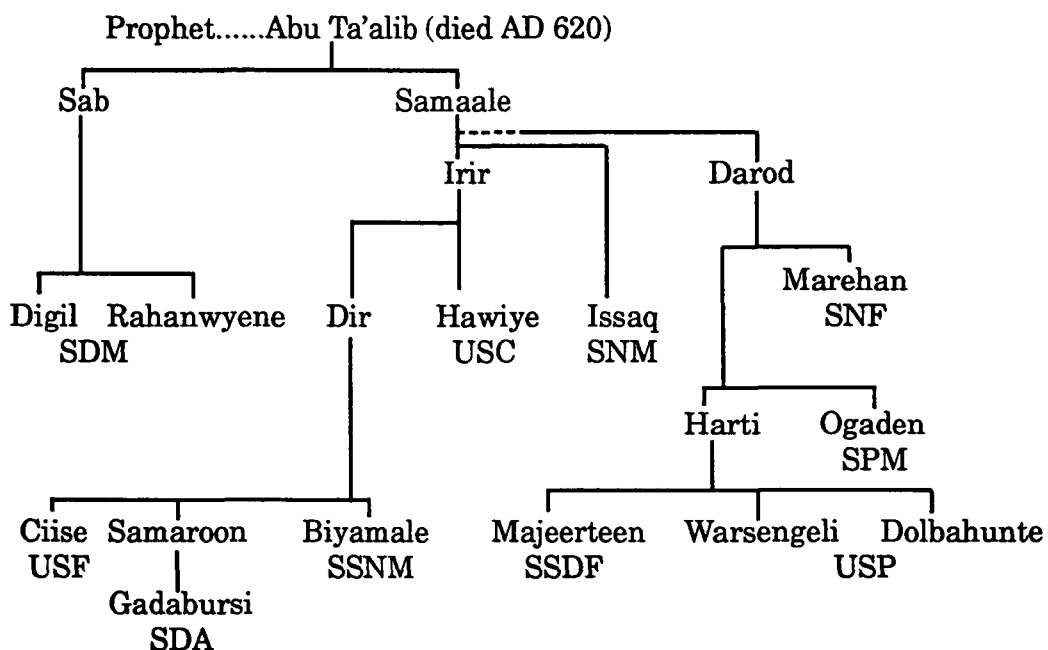 Prophet......Abu Ta’alib (died AD 620)
Sab
Samaale
Irir
Darod
Marehan
SNF
Digil
Rahanwyene
SDM
Dir
Hawiye
USC
Issaq
SNM
Harti
Ogaden
SPM
Ciise
USF
Samaroon
Biyamale
SSNM
Majeerteen
SSDF
Warsengeli
Dolbahunte
USP
Gadabursi
SDA